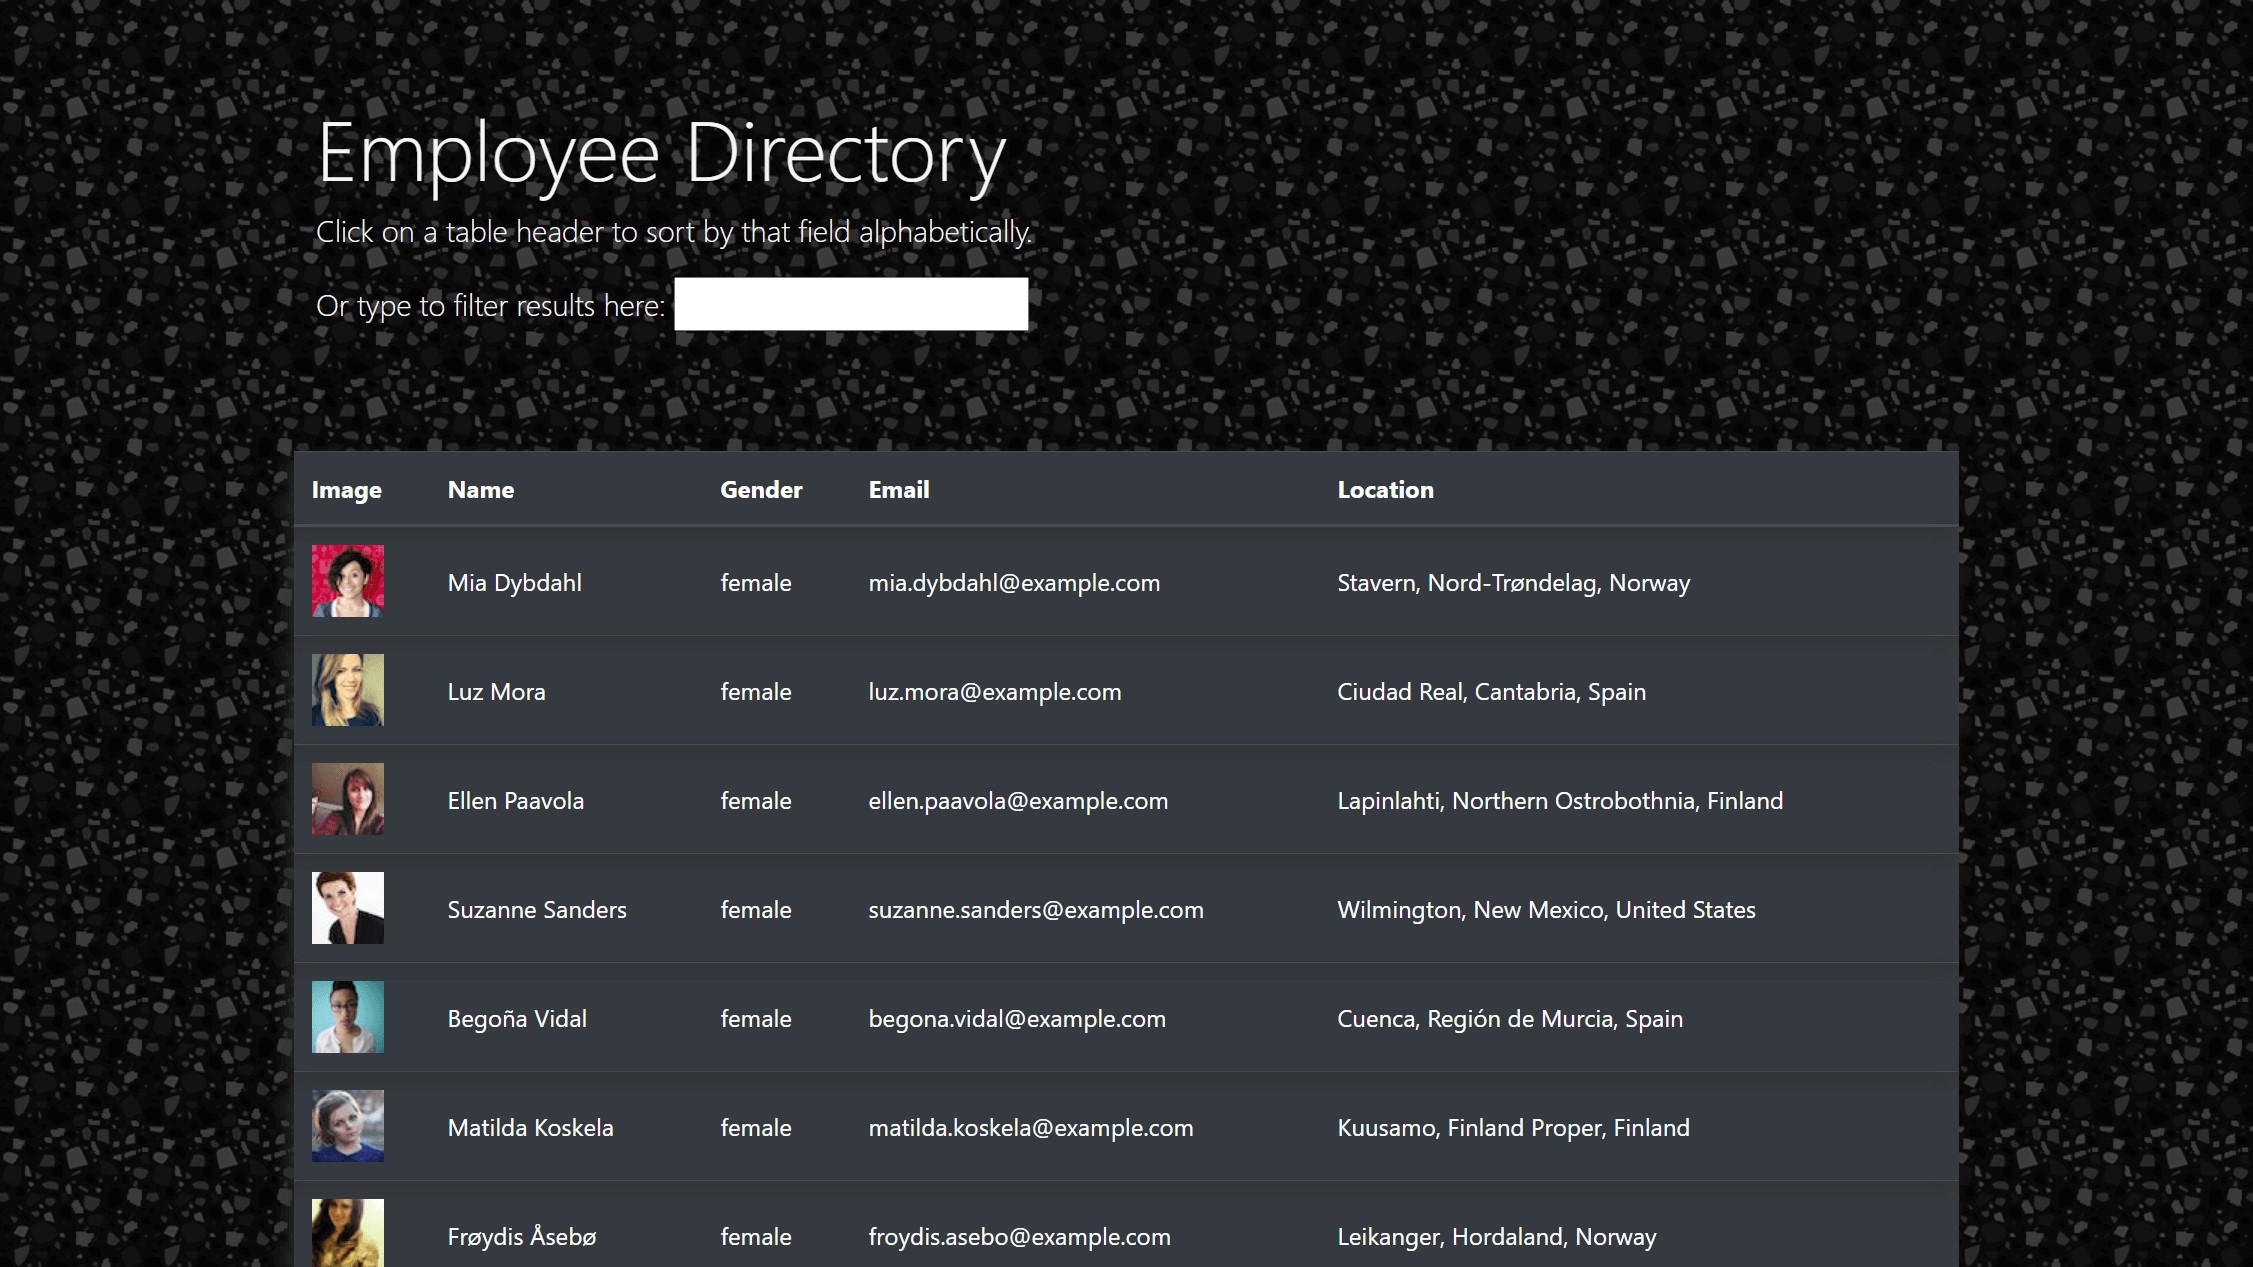 Employee Directory
Click on a table header to sort by that field alphabetically.
Or type to filter results here:
Image Name Gender Email Location
Mia Dybdahl female mia.dybdahl@example.com Stavern, Nord-Trøndelag, Norway
Luz Mora female luz.mora@example.com Ciudad Real, Cantabria, Spain
Ellen Paavola female ellen.paavola@example.com Lapinlahti, Northern Ostrobothnia, Finland
Suzanne Sanders female suzanne.sanders@example.com Wilmington, New Mexico, United States
Begoña Vidal female begona.vidal@example.com Cuenca, Región de Murcia, Spain
Matilda Koskela female matilda.koskela@example.com Kuusamo, Finland Proper, Finland
Frøydis Åsebø female froydis.asebo@example.com Leikanger, Hordaland, Norway